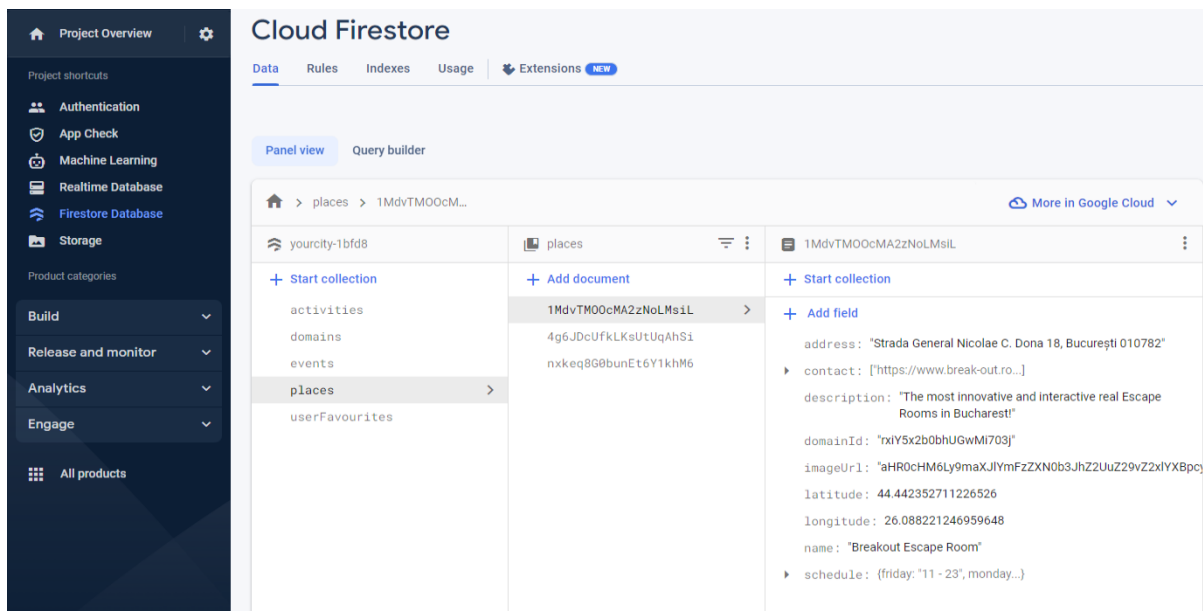 Project Overview
Project shortcuts
Authentication
App Check
Machine Learning
Realtime Database
Firestore Database
Storage
Product categories
Build
Release and monitor
Analytics
Engage
All products
Cloud Firestore
Data Rules Indexes Usage Extensions NEW
Panel view Query builder
> places > 1MdvTMOOcM...
More in Google Cloud
yourcity-1bfd8
+ Start collection
activities
domains
events
places
userFavourites
places
+ Add document
1MdvTMOOcMA2zNoLMsiL
4g6JDcUfkLKsUtUqAhSi
nxkeq8G0bunEt6Y1khM6
1MdvTMOOcMA2zNoLMsiL
+ Start collection
+ Add field
address: "Strada General Nicolae C. Dona 18, București 010782"
contact: ["https://www.break-out.ro...]
description: "The most innovative and interactive real Escape
Rooms in Bucharest!"
domainId: "rxiY5x2b0bhUGwMi703j"
imageUrl: "aHR0cHM6Ly9maXJlYmFzZXN0b3JhZ2UuZ29vZ2xlYXBpcy
latitude: 44.442352711226526
longitude: 26.088221246959648
name: "Breakout Escape Room"
schedule: {friday: "11 - 23", monday...}